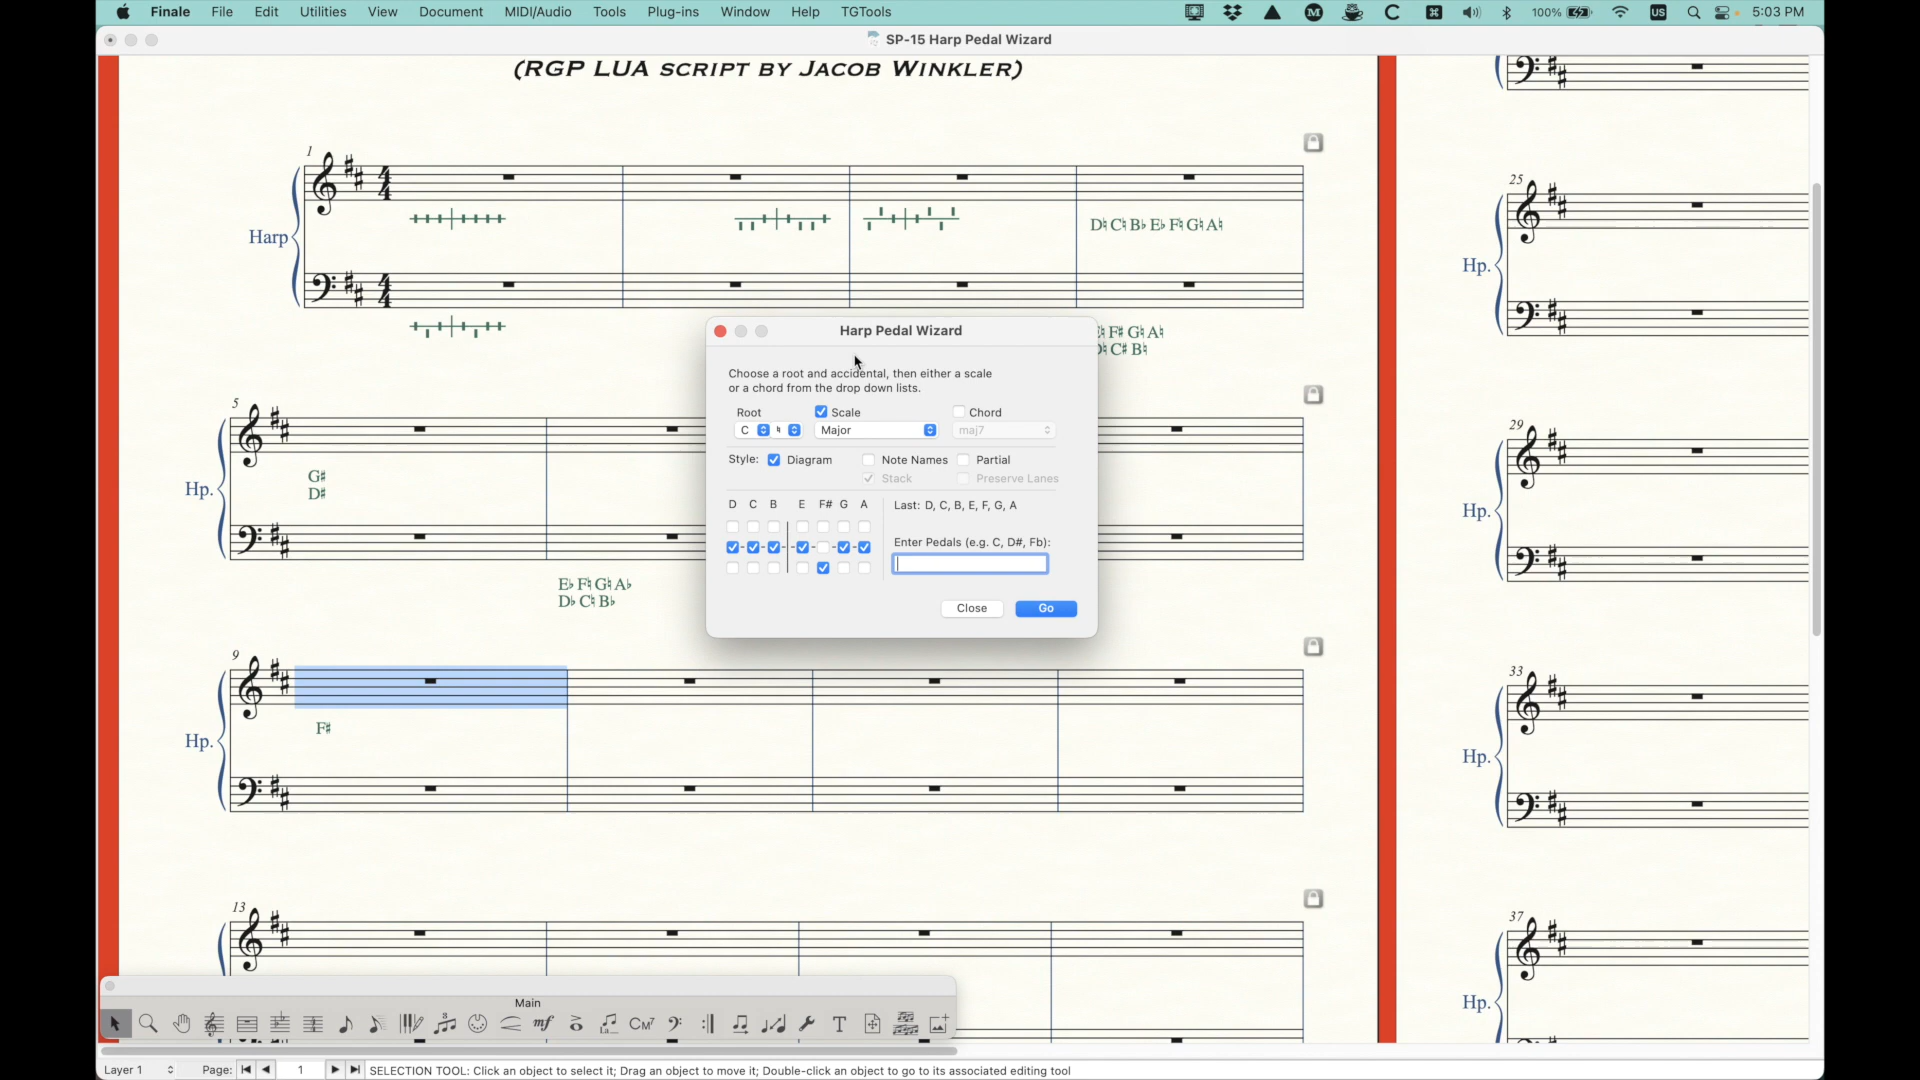 Finale File Edit Utilities View Document MIDI/Audio Tools Plug-ins Window Help TGTools 100% US 5:03 PM
SP-15 Harp Pedal Wizard
(RGP LUA SCRIPT BY JACOB WINKLER)
1
Harp
D♮ C♮ B♭ E♭ F♮ G♮ A♮
E♮ F♯ G♮ A♮
D♮ C♯ B♮
5
Hp.
G♯
D♯
E♭ F♮ G♮ A♭
D♭ C♮ B♭
9
Hp.
F♯
13
25
Hp.
29
Hp.
33
Hp.
37
Hp.
Harp Pedal Wizard
Choose a root and accidental, then either a scale
or a chord from the drop down lists.
Root Scale Chord
C ♮ Major maj7
Style: Diagram Note Names Partial
Stack Preserve Lanes
D C B E F# G A
Last: D, C, B, E, F, G, A
Enter Pedals (e.g. C, D#, Fb):
Close Go
Main
CM7
Layer 1 Page: 1 SELECTION TOOL: Click an object to select it; Drag an object to move it; Double-click an object to go to its associated editing tool